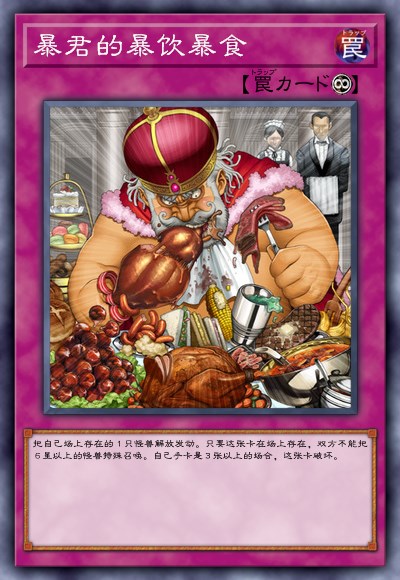 暴君的暴饮暴食
トラップ
罠
トラップ
【罠カード】
把自己场上存在的１只怪兽解放发动。只要这张卡在场上存在，双方不能把
６星以上的怪兽特殊召唤。自己手卡是３张以上的场合，这张卡破坏。